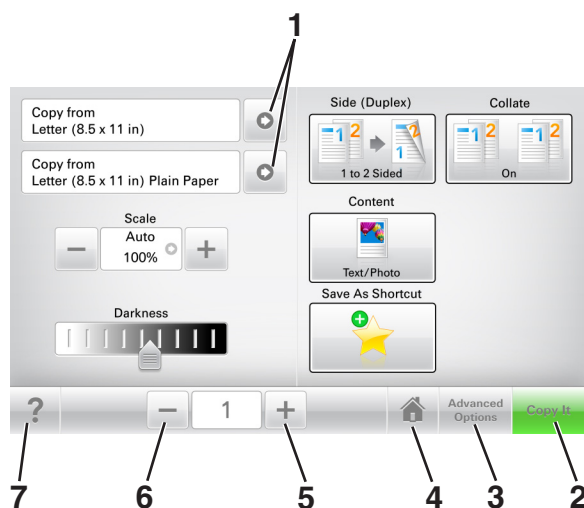 1
Copy from
Letter (8.5 x 11 in)
Copy from
Letter (8.5 x 11 in) Plain Paper
Scale
Auto
100%
Darkness
Side (Duplex)
1 2 2 1
1 to 2 Sided
Collate
1 2 1 2
On
Content
Text/Photo
Save As Shortcut
?
1
Advanced
Options
Copy It
7
6
5
4
3
2